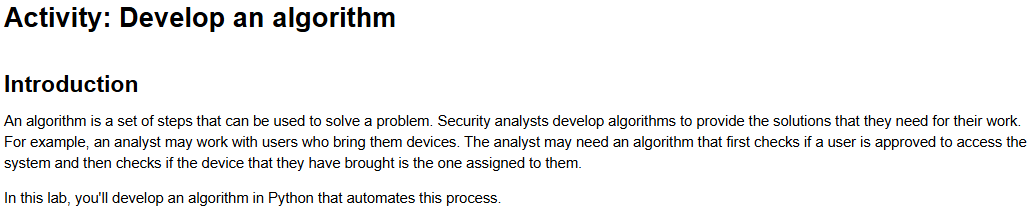 Activity: Develop an algorithm
Introduction
An algorithm is a set of steps that can be used to solve a problem. Security analysts develop algorithms to provide the solutions that they need for their work.
For example, an analyst may work with users who bring them devices. The analyst may need an algorithm that first checks if a user is approved to access the
system and then checks if the device that they have brought is the one assigned to them.
In this lab, you'll develop an algorithm in Python that automates this process.